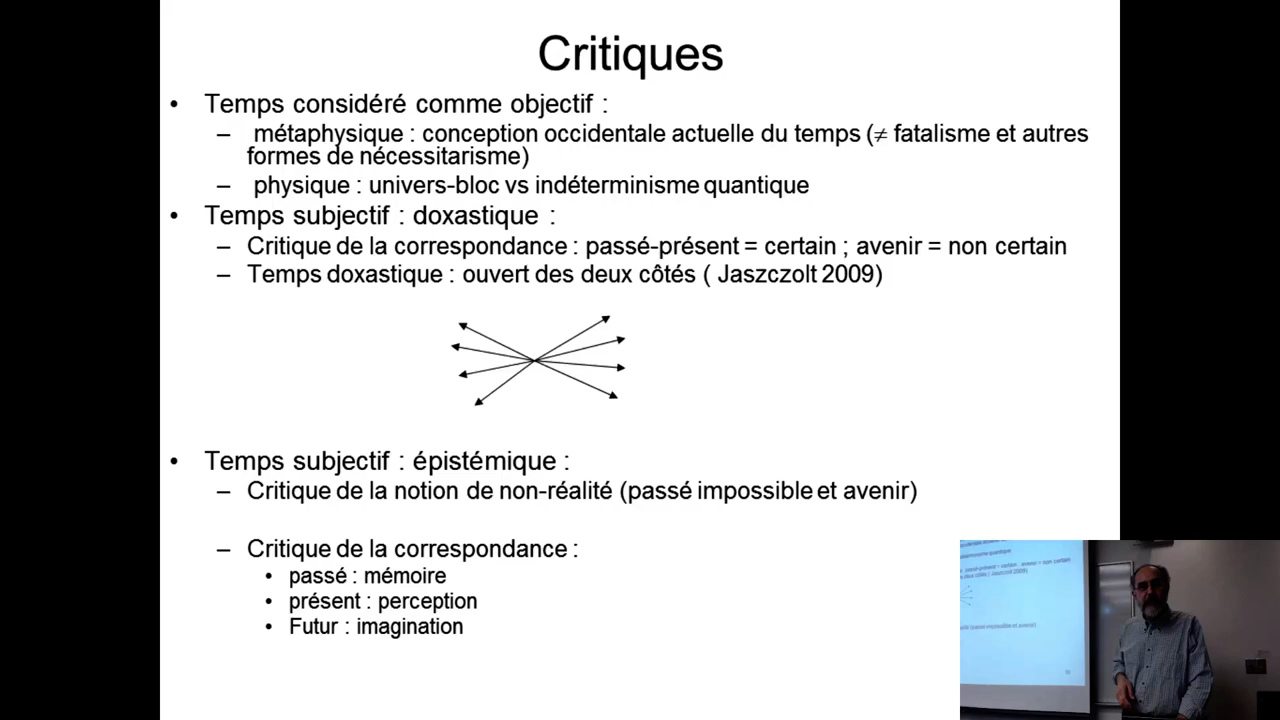 Critiques
• Temps considéré comme objectif :
– métaphysique : conception occidentale actuelle du temps (≠ fatalisme et autres
formes de nécessitarisme)
– physique : univers-bloc vs indéterminisme quantique
• Temps subjectif : doxastique :
– Critique de la correspondance : passé-présent = certain ; avenir = non certain
– Temps doxastique : ouvert des deux côtés ( Jaszczolt 2009)
• Temps subjectif : épistémique :
– Critique de la notion de non-réalité (passé impossible et avenir)
– Critique de la correspondance :
• passé : mémoire
• présent : perception
• Futur : imagination